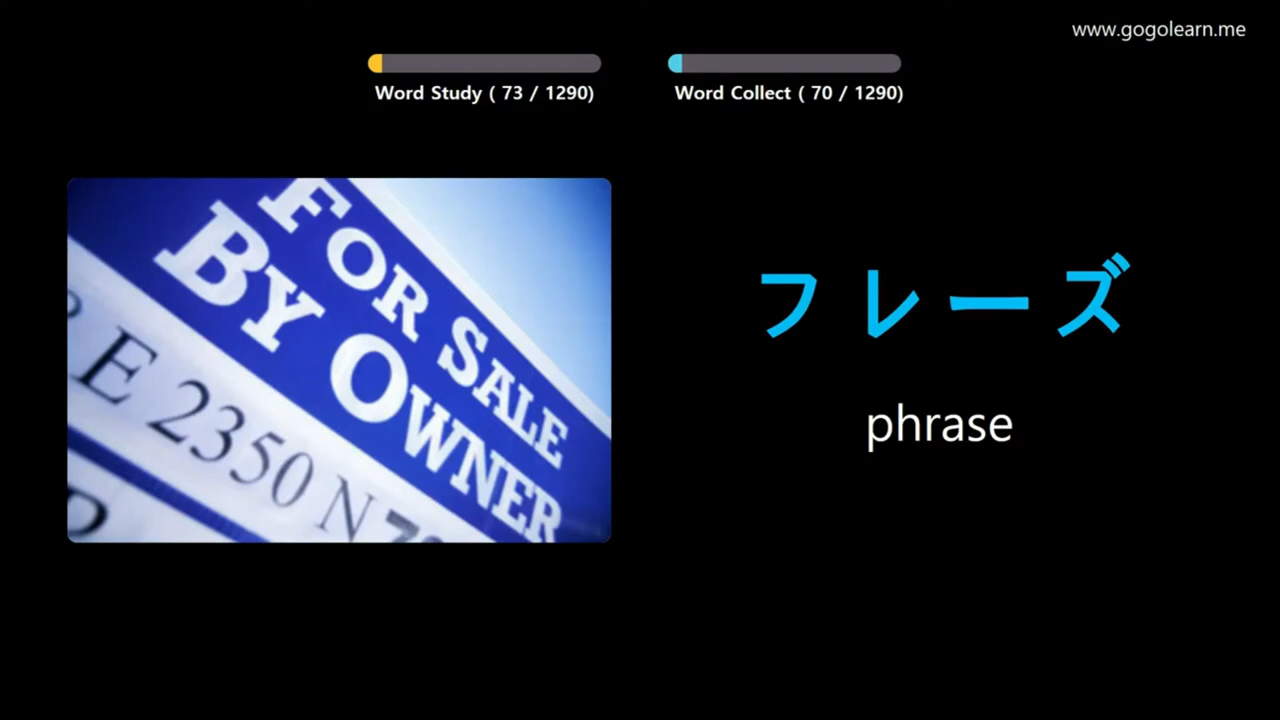 www.gogolearn.me
Word Study ( 73 / 1290)
Word Collect ( 70 / 1290)
FOR SALE
BY OWNER
E 2350 N
フレーズ
phrase